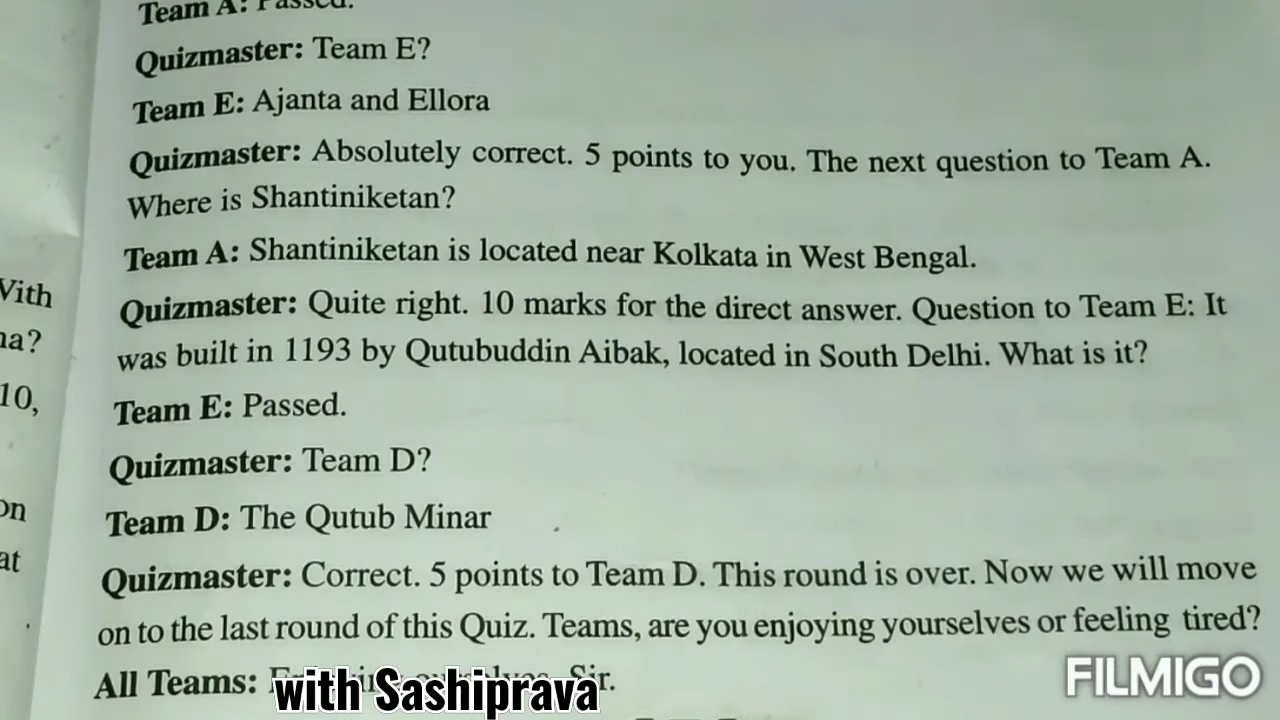 Team A: Passed.
Quizmaster: Team E?
Team E: Ajanta and Ellora
Quizmaster: Absolutely correct. 5 points to you. The next question to Team A.
Where is Shantiniketan?
Team A: Shantiniketan is located near Kolkata in West Bengal.
Quizmaster: Quite right. 10 marks for the direct answer. Question to Team E: It
was built in 1193 by Qutubuddin Aibak, located in South Delhi. What is it?
Team E: Passed.
Quizmaster: Team D?
Team D: The Qutub Minar
Quizmaster: Correct. 5 points to Team D. This round is over. Now we will move
on to the last round of this Quiz. Teams, are you enjoying yourselves or feeling tired?
All Teams: Sir.
with Sashiprava
FILMIGO
10,
at